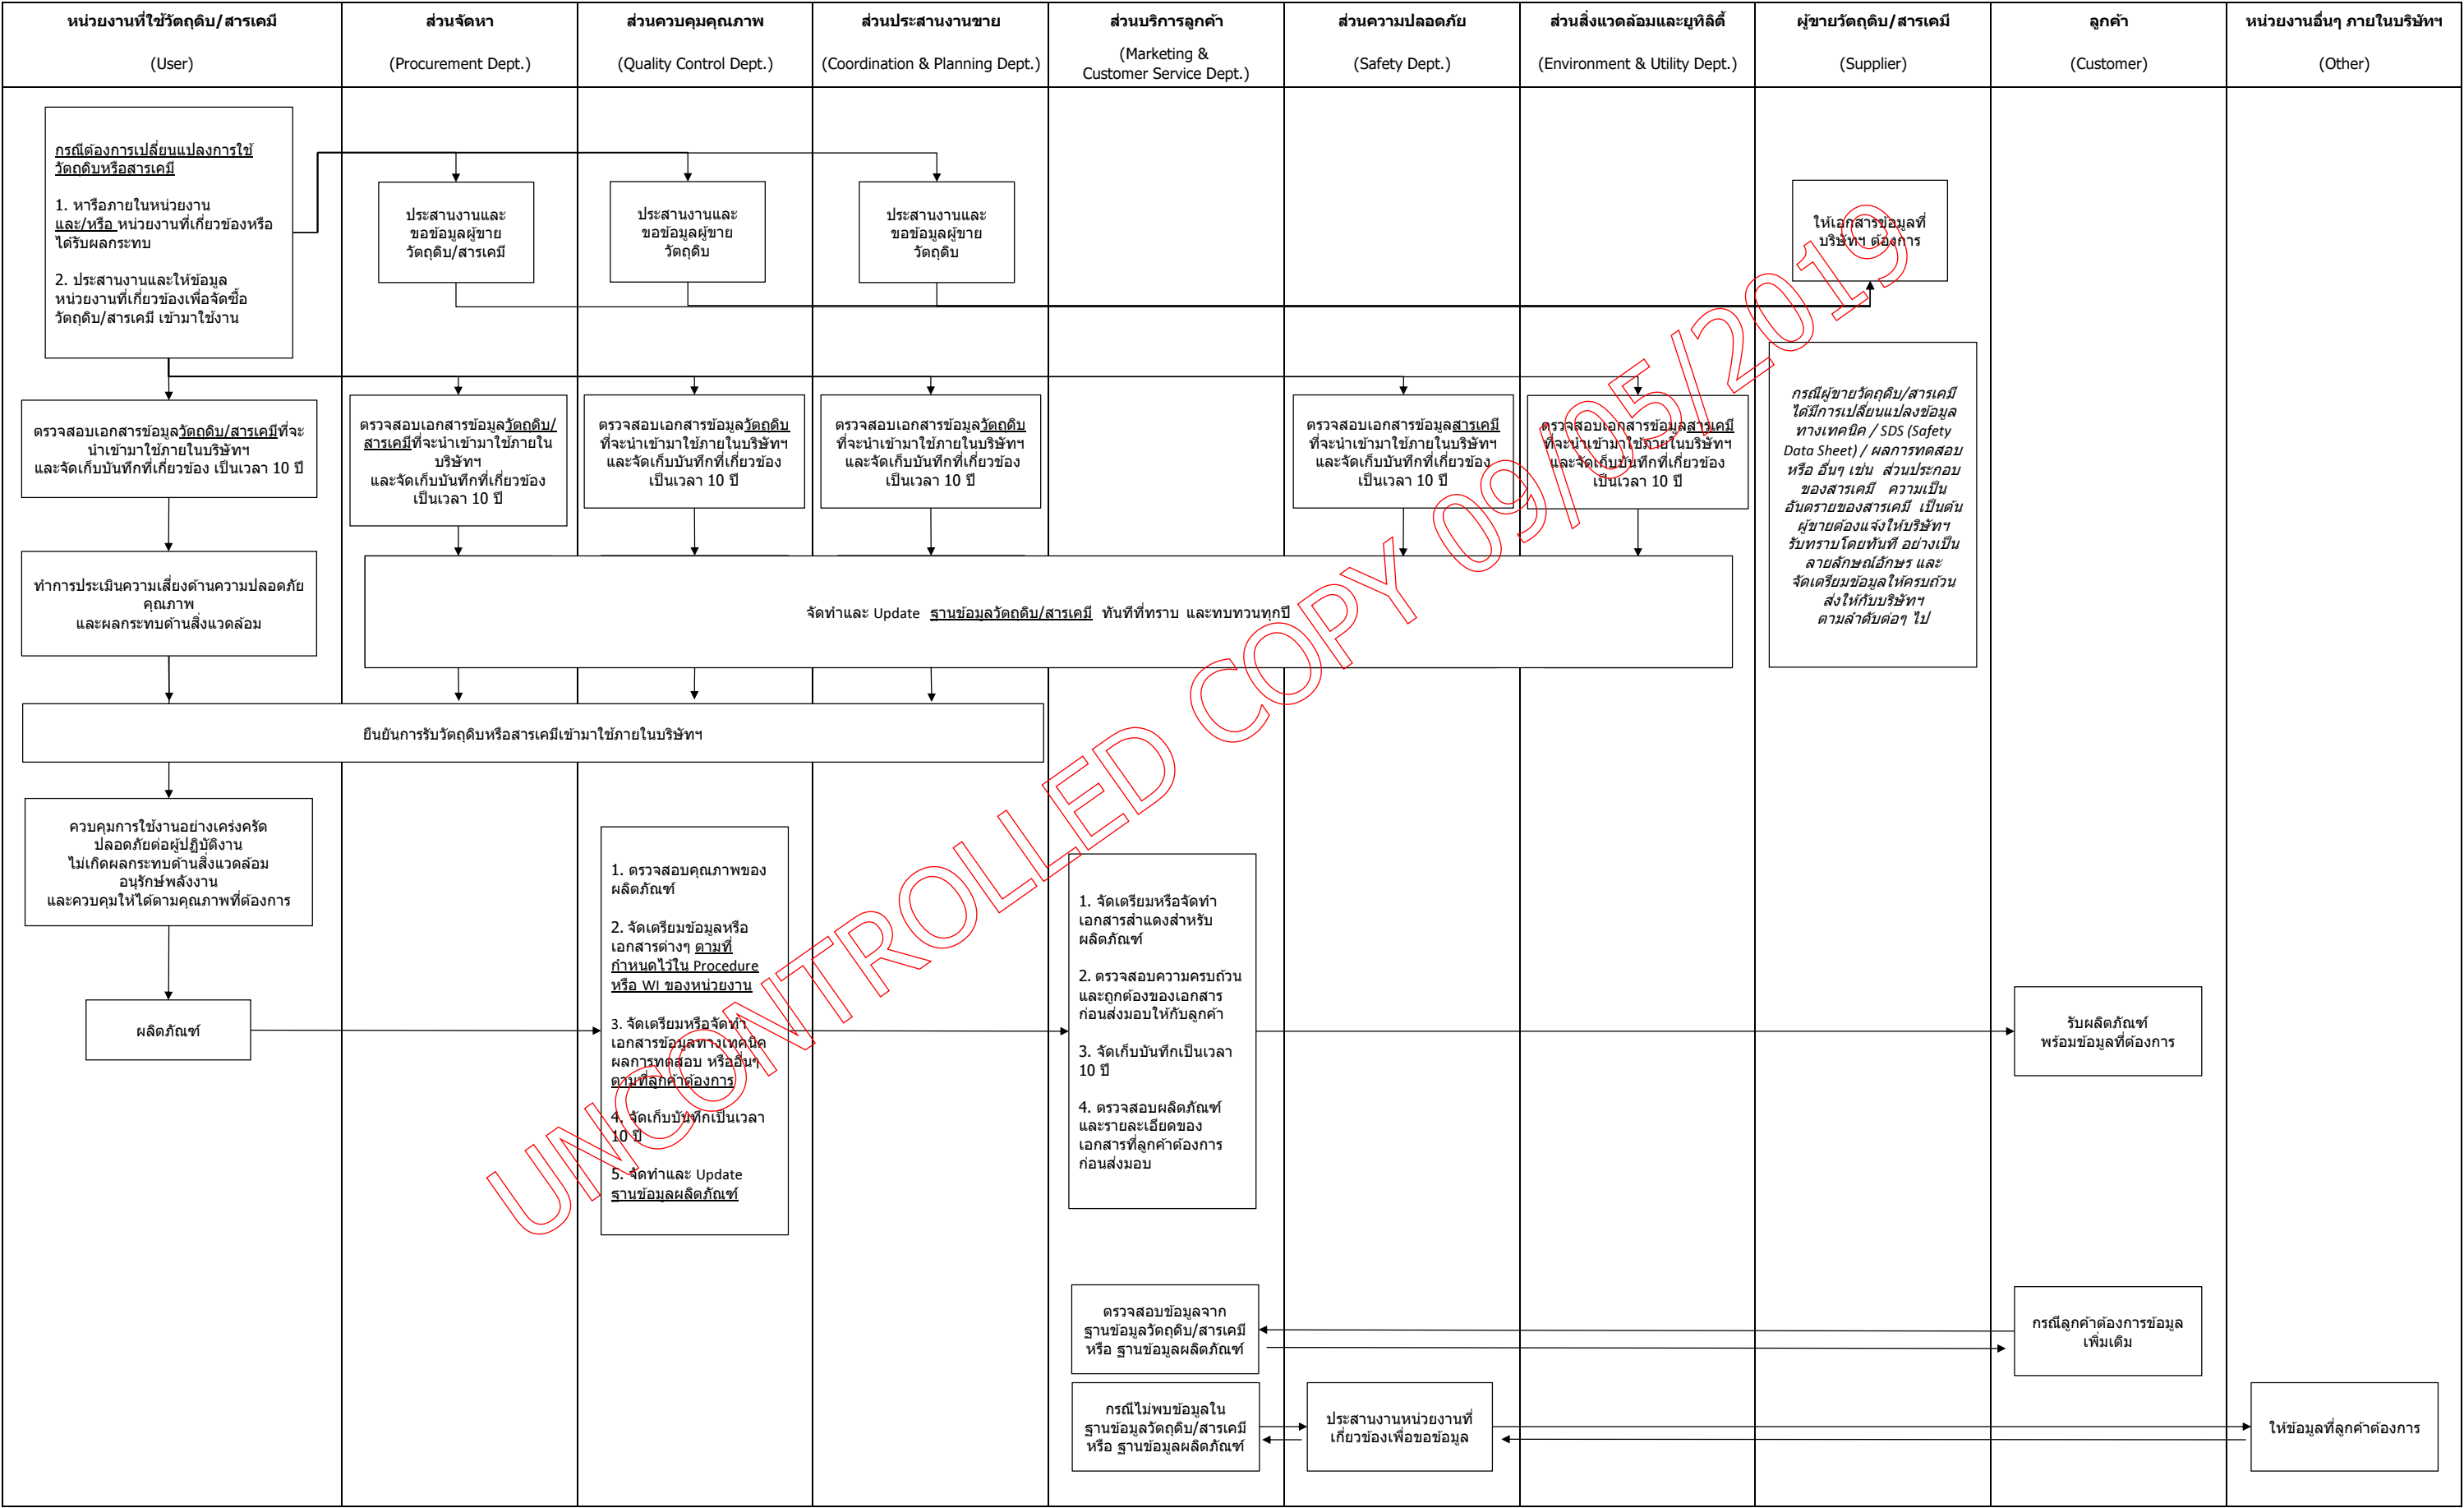 หน่วยงานที่ใช้วัตถุดิบ/สารเคมี
(User)
ส่วนจัดหา
(Procurement Dept.)
ส่วนควบคุมคุณภาพ
(Quality Control Dept.)
ส่วนประสานงานขาย
(Coordination & Planning Dept.)
ส่วนบริการลูกค้า
(Marketing &
Customer Service Dept.)
ส่วนความปลอดภัย
(Safety Dept.)
ส่วนสิ่งแวดล้อมและยูทิลิตี้
(Environment & Utility Dept.)
ผู้ขายวัตถุดิบ/สารเคมี
(Supplier)
ลูกค้า
(Customer)
หน่วยงานอื่นๆ ภายในบริษัทฯ
(Other)
กรณีต้องการเปลี่ยนแปลงการใช้
วัตถุดิบหรือสารเคมี
1. หารือภายในหน่วยงาน
และ/หรือ หน่วยงานที่เกี่ยวข้องหรือ
ได้รับผลกระทบ
2. ประสานงานและให้ข้อมูล
หน่วยงานที่เกี่ยวข้องเพื่อจัดซื้อ
วัตถุดิบ/สารเคมี เข้ามาใช้งาน
ประสานงานและ
ขอข้อมูลผู้ขาย
วัตถุดิบ/สารเคมี
ประสานงานและ
ขอข้อมูลผู้ขาย
วัตถุดิบ
ประสานงานและ
ขอข้อมูลผู้ขาย
วัตถุดิบ
ให้เอกสารข้อมูลที่
บริษัทฯ ต้องการ
ตรวจสอบเอกสารข้อมูลวัตถุดิบ/สารเคมีที่จะ
นำเข้ามาใช้ภายในบริษัทฯ
และจัดเก็บบันทึกที่เกี่ยวข้อง เป็นเวลา 10 ปี
ตรวจสอบเอกสารข้อมูลวัตถุดิบ/
สารเคมีที่จะนำเข้ามาใช้ภายใน
บริษัทฯ
และจัดเก็บบันทึกที่เกี่ยวข้อง
เป็นเวลา 10 ปี
ตรวจสอบเอกสารข้อมูลวัตถุดิบ
ที่จะนำเข้ามาใช้ภายในบริษัทฯ
และจัดเก็บบันทึกที่เกี่ยวข้อง
เป็นเวลา 10 ปี
ตรวจสอบเอกสารข้อมูลวัตถุดิบ
ที่จะนำเข้ามาใช้ภายในบริษัทฯ
และจัดเก็บบันทึกที่เกี่ยวข้อง
เป็นเวลา 10 ปี
ตรวจสอบเอกสารข้อมูลสารเคมี
ที่จะนำเข้ามาใช้ภายในบริษัทฯ
และจัดเก็บบันทึกที่เกี่ยวข้อง
เป็นเวลา 10 ปี
ตรวจสอบเอกสารข้อมูลสารเคมี
ที่จะนำเข้ามาใช้ภายในบริษัทฯ
และจัดเก็บบันทึกที่เกี่ยวข้อง
เป็นเวลา 10 ปี
กรณีผู้ขายวัตถุดิบ/สารเคมี
ได้มีการเปลี่ยนแปลงข้อมูล
ทางเทคนิค / SDS (Safety
Data Sheet) / ผลการทดสอบ
หรือ อื่นๆ เช่น ส่วนประกอบ
ของสารเคมี ความเป็น
อันตรายของสารเคมี เป็นต้น
ผู้ขายต้องแจ้งให้บริษัทฯ
รับทราบโดยทันที อย่างเป็น
ลายลักษณ์อักษร และ
จัดเตรียมข้อมูลให้ครบถ้วน
ส่งให้กับบริษัทฯ
ตามลำดับต่อๆ ไป
ทำการประเมินความเสี่ยงด้านความปลอดภัย
คุณภาพ
และผลกระทบด้านสิ่งแวดล้อม
จัดทำและ Update ฐานข้อมูลวัตถุดิบ/สารเคมี ทันทีที่ทราบ และทบทวนทุกปี
ยืนยันการรับวัตถุดิบหรือสารเคมีเข้ามาใช้ภายในบริษัทฯ
ควบคุมการใช้งานอย่างเคร่งครัด
ปลอดภัยต่อผู้ปฏิบัติงาน
ไม่เกิดผลกระทบด้านสิ่งแวดล้อม
อนุรักษ์พลังงาน
และควบคุมให้ได้ตามคุณภาพที่ต้องการ
ผลิตภัณฑ์
1. ตรวจสอบคุณภาพของ
ผลิตภัณฑ์
2. จัดเตรียมข้อมูลหรือ
เอกสารต่างๆ ตามที่
กำหนดไว้ใน Procedure
หรือ WI ของหน่วยงาน
3. จัดเตรียมหรือจัดทำ
เอกสารข้อมูลทางเทคนิค
ผลการทดสอบ หรืออื่นๆ
ตามที่ลูกค้าต้องการ
4. จัดเก็บบันทึกเป็นเวลา
10 ปี
5. จัดทำและ Update
ฐานข้อมูลผลิตภัณฑ์
1. จัดเตรียมหรือจัดทำ
เอกสารสำแดงสำหรับ
ผลิตภัณฑ์
2. ตรวจสอบความครบถ้วน
และถูกต้องของเอกสาร
ก่อนส่งมอบให้กับลูกค้า
3. จัดเก็บบันทึกเป็นเวลา
10 ปี
4. ตรวจสอบผลิตภัณฑ์
และรายละเอียดของ
เอกสารที่ลูกค้าต้องการ
ก่อนส่งมอบ
รับผลิตภัณฑ์
พร้อมข้อมูลที่ต้องการ
ตรวจสอบข้อมูลจาก
ฐานข้อมูลวัตถุดิบ/สารเคมี
หรือ ฐานข้อมูลผลิตภัณฑ์
กรณีลูกค้าต้องการข้อมูล
เพิ่มเติม
กรณีไม่พบข้อมูลใน
ฐานข้อมูลวัตถุดิบ/สารเคมี
หรือ ฐานข้อมูลผลิตภัณฑ์
ประสานงานหน่วยงานที่
เกี่ยวข้องเพื่อขอข้อมูล
ให้ข้อมูลที่ลูกค้าต้องการ
UNCONTROLLED COPY 09/05/2019